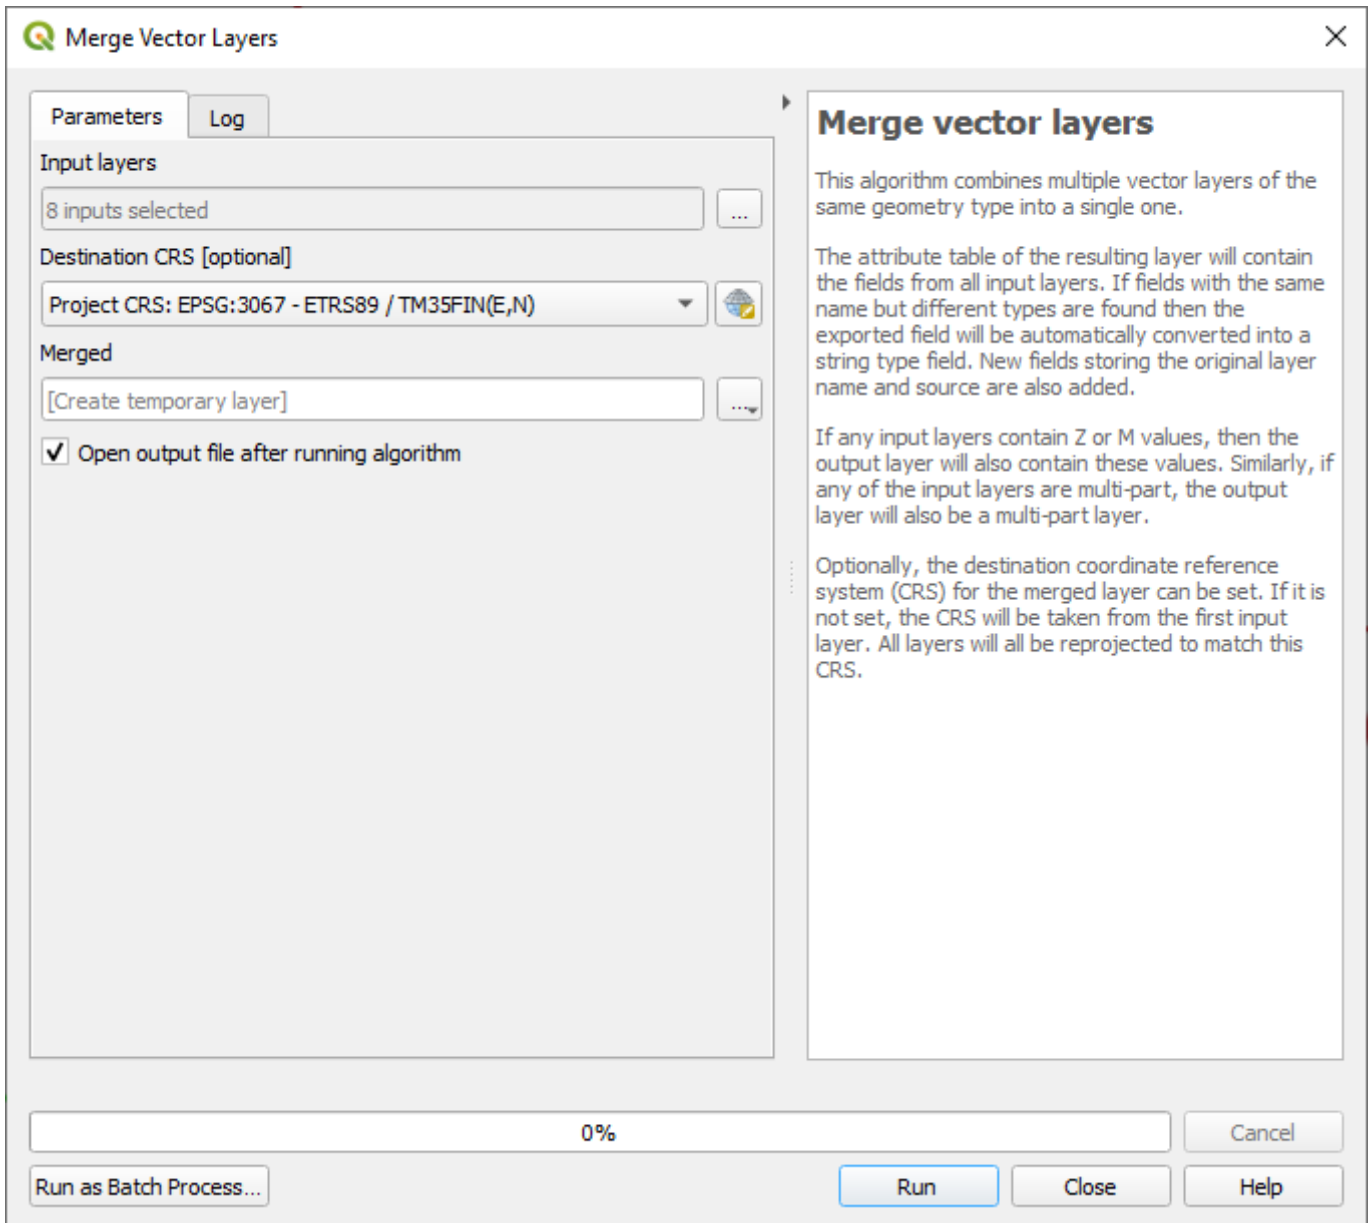 Merge Vector Layers
Parameters
Log
Input layers
8 inputs selected
...
Destination CRS [optional]
Project CRS: EPSG:3067 - ETRS89 / TM35FIN(E,N)
Merged
[Create temporary layer]
...
Open output file after running algorithm
Merge vector layers
This algorithm combines multiple vector layers of the
same geometry type into a single one.
The attribute table of the resulting layer will contain
the fields from all input layers. If fields with the same
name but different types are found then the
exported field will be automatically converted into a
string type field. New fields storing the original layer
name and source are also added.
If any input layers contain Z or M values, then the
output layer will also contain these values. Similarly, if
any of the input layers are multi-part, the output
layer will also be a multi-part layer.
Optionally, the destination coordinate reference
system (CRS) for the merged layer can be set. If it is
not set, the CRS will be taken from the first input
layer. All layers will all be reprojected to match this
CRS.
0%
Cancel
Run as Batch Process...
Run
Close
Help